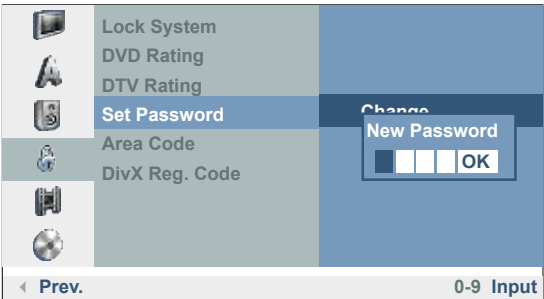 Lock System
DVD Rating
DTV Rating
Set Password
Change
New Password
OK
Area Code
DivX Reg. Code
Prev.
0-9 Input